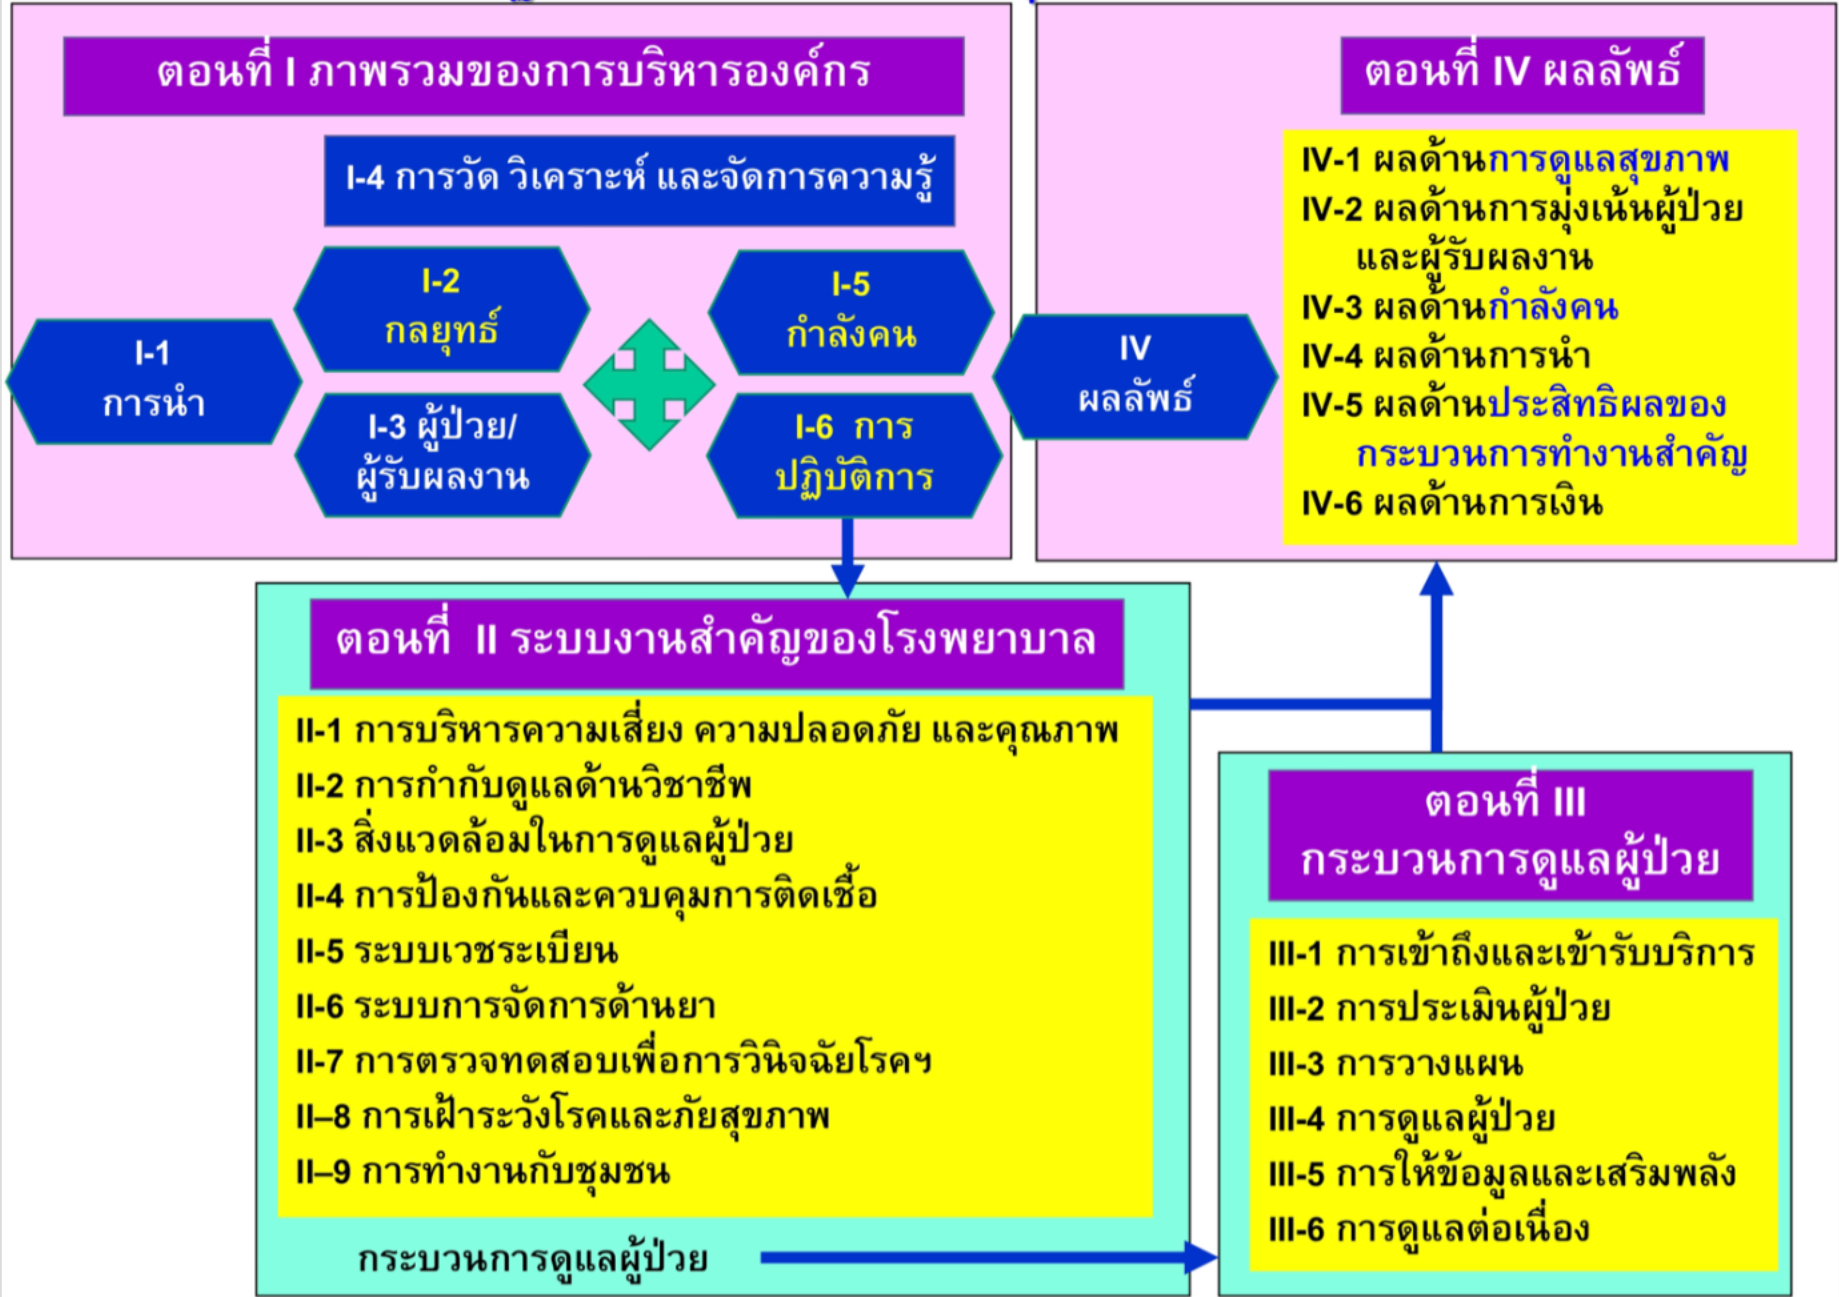 ตอนที่ I ภาพรวมของการบริหารองค์กร
I-4 การวัด วิเคราะห์ และจัดการความรู้
I-1
การนำ
I-2
กลยุทธ์
I-3 ผู้ป่วย/
ผู้รับผลงาน
I-5
กำลังคน
I-6 การ
ปฏิบัติการ
IV
ผลลัพธ์
ตอนที่ IV ผลลัพธ์
IV-1 ผลด้านการดูแลสุขภาพ
IV-2 ผลด้านการมุ่งเน้นผู้ป่วย
และผู้รับผลงาน
IV-3 ผลด้านกำลังคน
IV-4 ผลด้านการนำ
IV-5 ผลด้านประสิทธิผลของ
กระบวนการทำงานสำคัญ
IV-6 ผลด้านการเงิน
ตอนที่ II ระบบงานสำคัญของโรงพยาบาล
II-1 การบริหารความเสี่ยง ความปลอดภัย และคุณภาพ
II-2 การกำกับดูแลด้านวิชาชีพ
II-3 สิ่งแวดล้อมในการดูแลผู้ป่วย
II-4 การป้องกันและควบคุมการติดเชื้อ
II-5 ระบบเวชระเบียน
II-6 ระบบการจัดการด้านยา
II-7 การตรวจทดสอบเพื่อการวินิจฉัยโรคฯ
II–8 การเฝ้าระวังโรคและภัยสุขภาพ
II–9 การทำงานกับชุมชน
กระบวนการดูแลผู้ป่วย
ตอนที่ III
กระบวนการดูแลผู้ป่วย
III-1 การเข้าถึงและเข้ารับบริการ
III-2 การประเมินผู้ป่วย
III-3 การวางแผน
III-4 การดูแลผู้ป่วย
III-5 การให้ข้อมูลและเสริมพลัง
III-6 การดูแลต่อเนื่อง